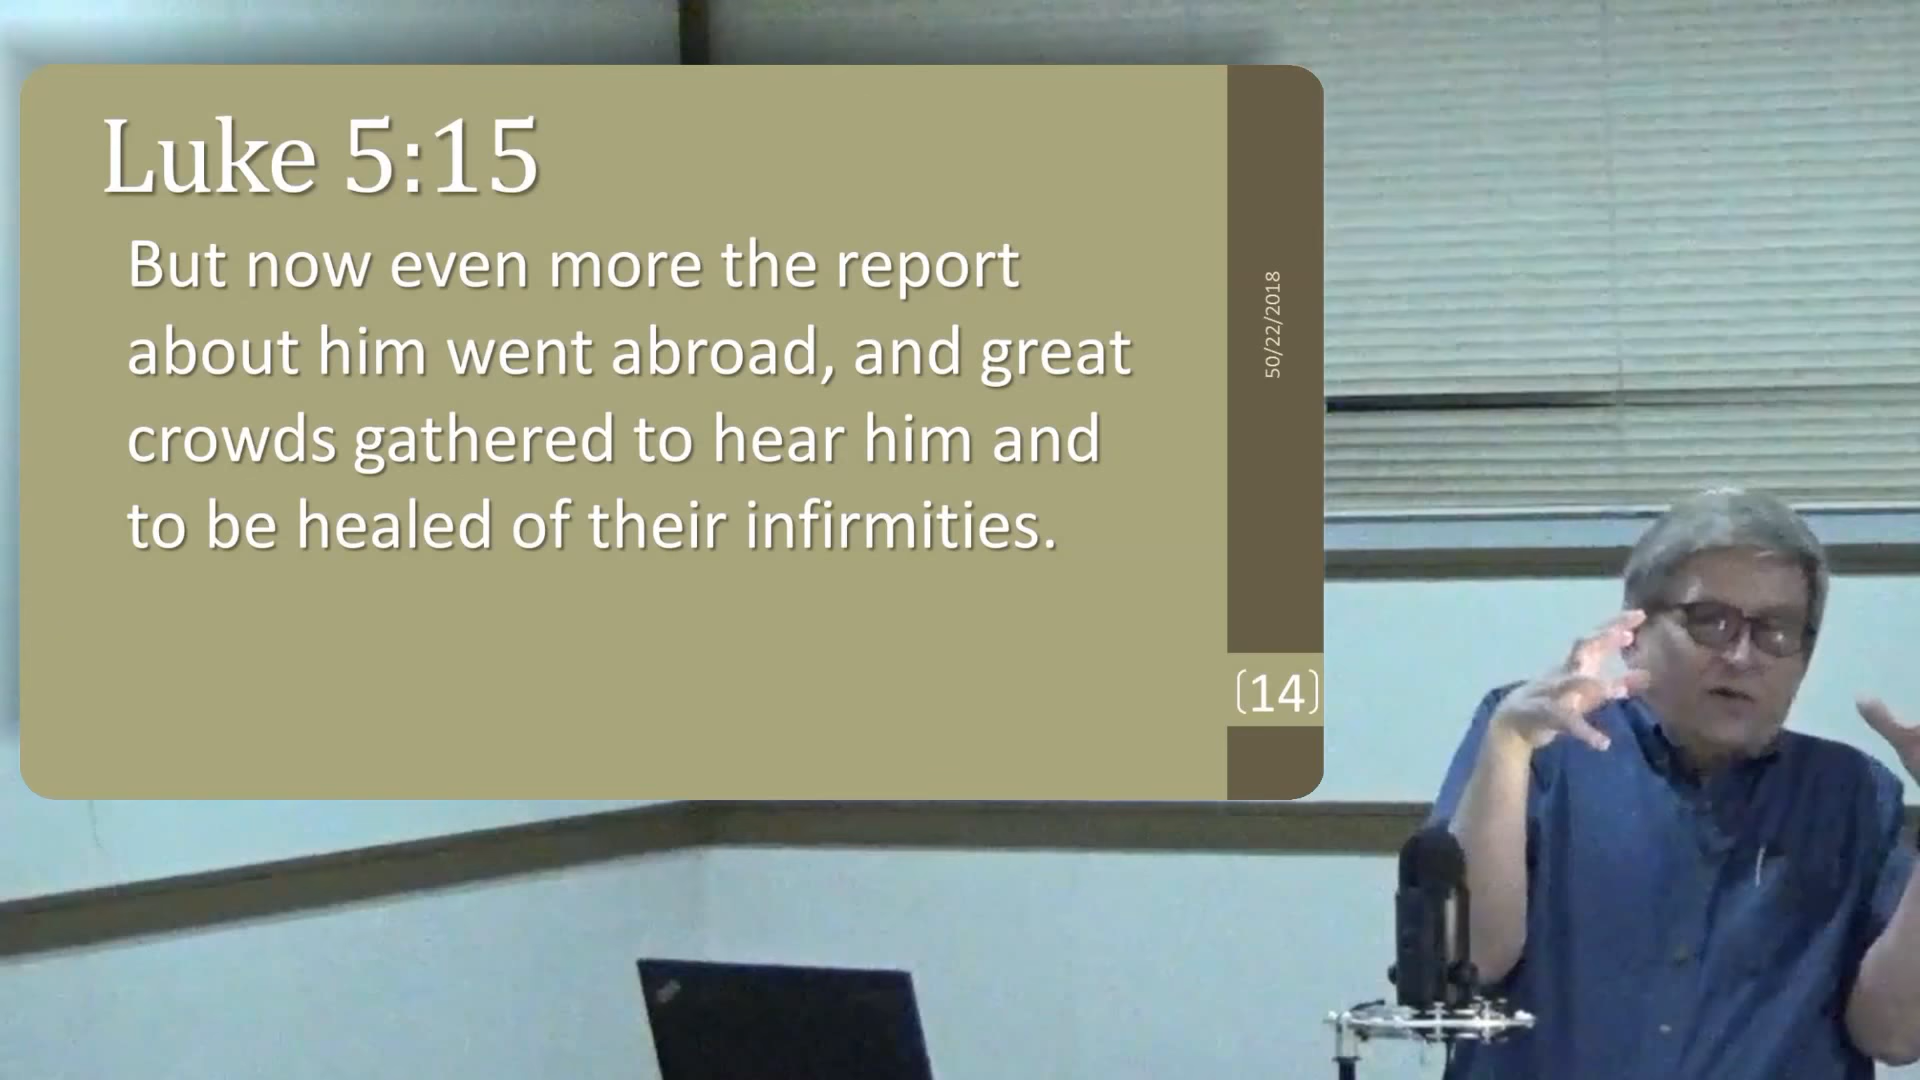 Luke 5:15
But now even more the report
about him went abroad, and great
crowds gathered to hear him and
to be healed of their infirmities.
50/22/2018
(14)